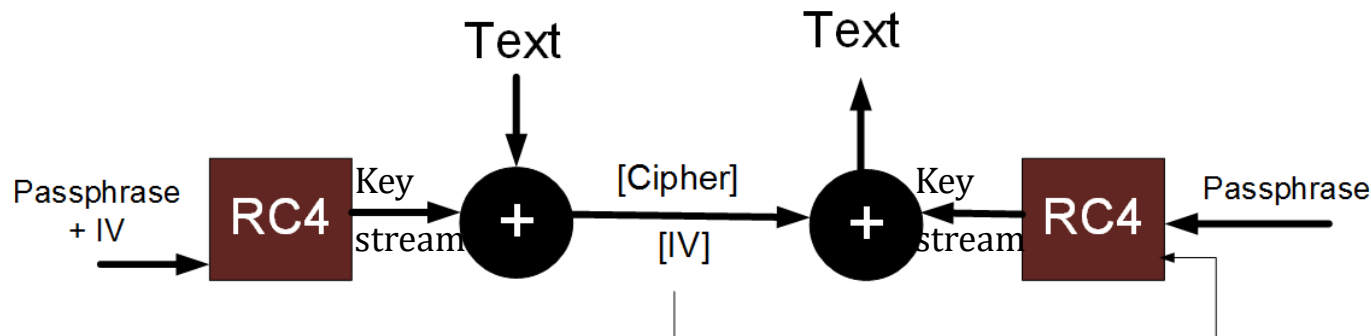 Text
Text
Passphrase
+ IV
RC4
Key
stream
+
[Cipher]
[IV]
+
Key
stream
RC4
Passphrase